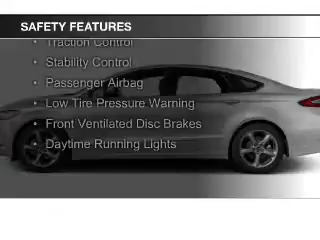 SAFETY FEATURES
• Traction Control
• Stability Control
• Passenger Airbag
• Low Tire Pressure Warning
• Front Ventilated Disc Brakes
• Daytime Running Lights